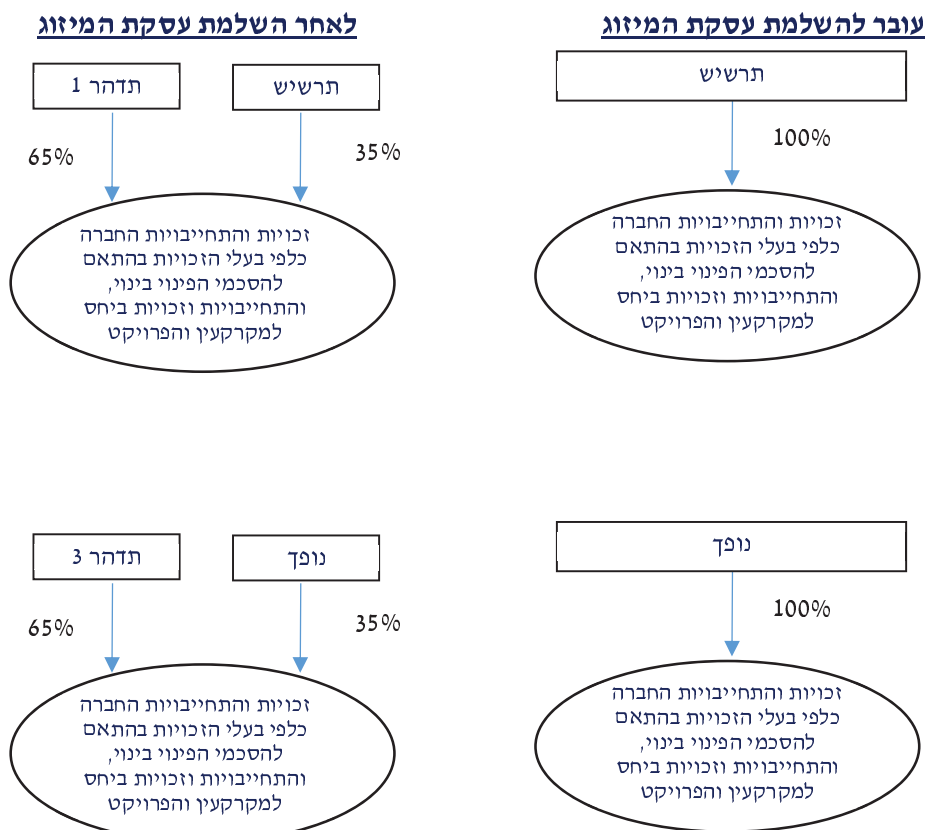 עובר להשלמת עסקת המיזוג
תרשיש
100%
זכויות והתחייבויות החברה
כלפי בעלי הזכויות בהתאם
להסכמי הפינוי בינוי,
והתחייבויות וזכויות ביחס
למקרקעין והפרויקט
לאחר השלמת עסקת המיזוג
תרשיש
תדהר 1
35%
65%
זכויות והתחייבויות החברה
כלפי בעלי הזכויות בהתאם
להסכמי הפינוי בינוי,
והתחייבויות וזכויות ביחס
למקרקעין והפרויקט
נופך
100%
זכויות והתחייבויות החברה
כלפי בעלי הזכויות בהתאם
להסכמי הפינוי בינוי,
והתחייבויות וזכויות ביחס
למקרקעין והפרויקט
נופך
תדהר 3
35%
65%
זכויות והתחייבויות החברה
כלפי בעלי הזכויות בהתאם
להסכמי הפינוי בינוי,
והתחייבויות וזכויות ביחס
למקרקעין והפרויקט